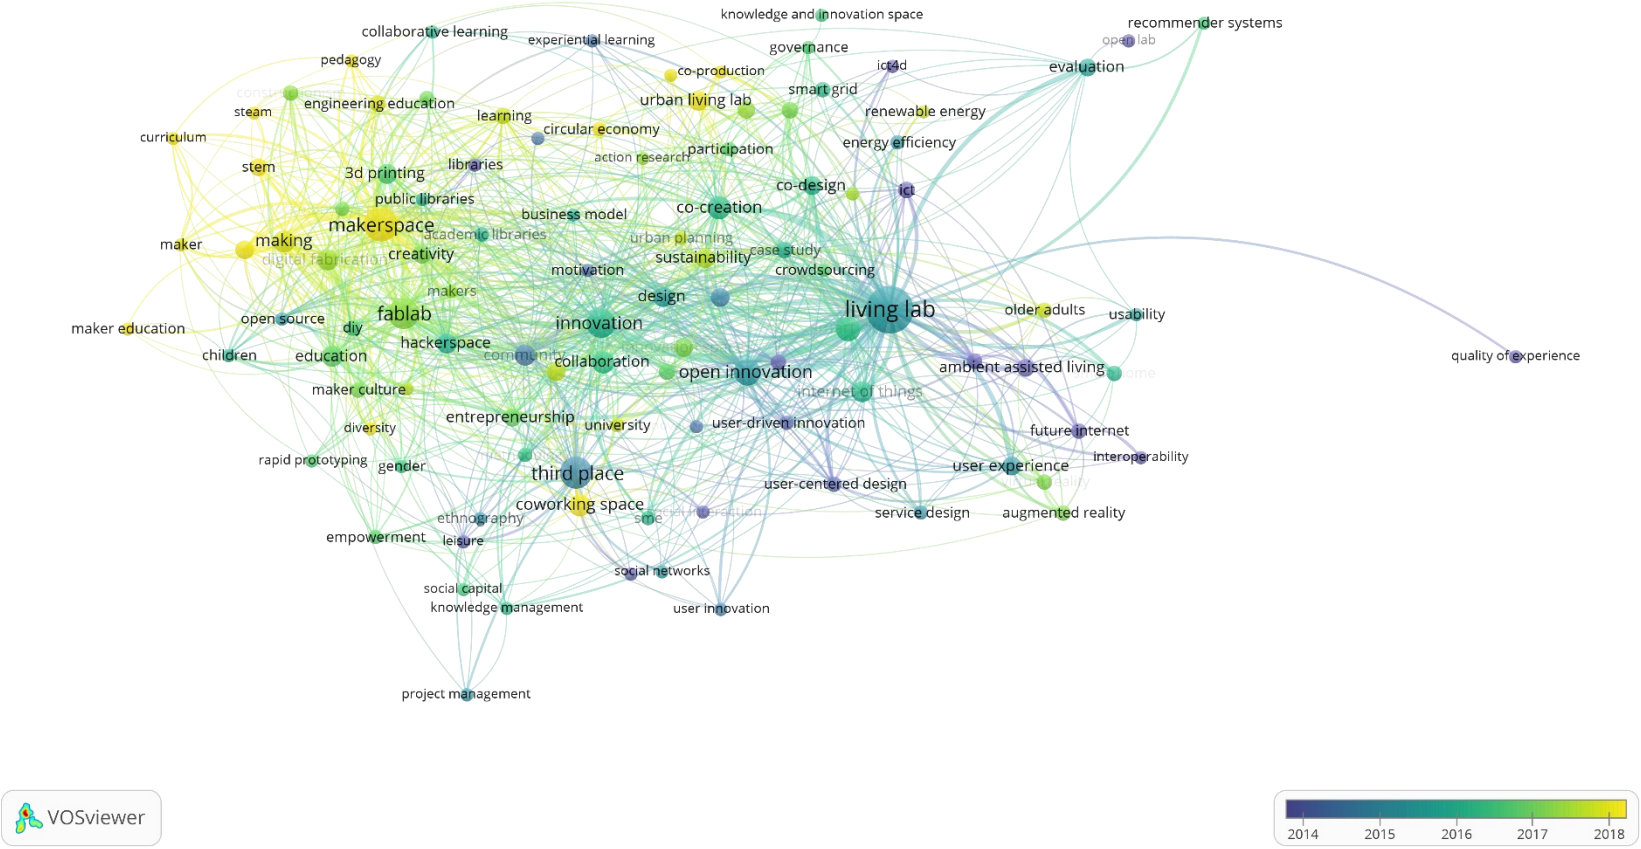 knowledge and innovation space
recommender systems
collaborative learning
experiential learning
open lab
governance
pedagogy
ict4d
evaluation
co-production
smart grid
constructionism
engineering education
urban living lab
steam
learning
renewable energy
circular economy
curriculum
energy efficiency
participation
action research
libraries
stem
3d printing
co-design
ict
public libraries
co-creation
business model
makerspace
academic libraries
urban planning
making
maker
case study
creativity
digital fabrication
sustainability
motivation
crowdsourcing
makers
design
living lab
older adults
fablab
usability
open source
innovation
diy
maker education
hackerspace
children
education
community
collaboration
quality of experience
ambient assisted living
open innovation
home
maker culture
internet of things
entrepreneurship
university
user-driven innovation
diversity
future internet
interoperability
rapid prototyping
gender
user experience
third place
user-centered design
coworking space
social interaction
service design
augmented reality
ethnography
sme
empowerment
leisure
social networks
social capital
knowledge management
user innovation
project management
VOSviewer
2014 2015 2016 2017 2018